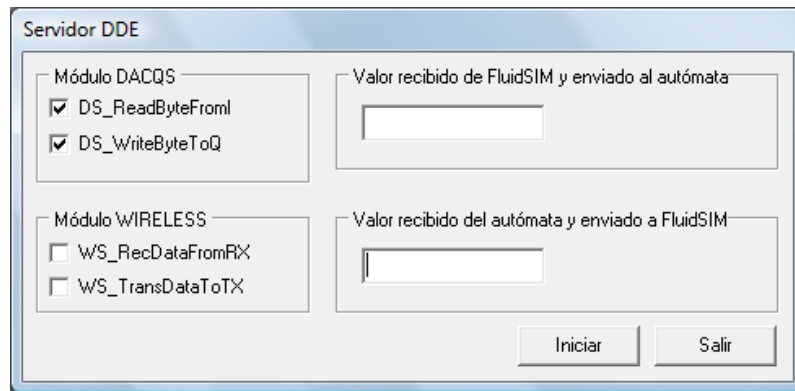 Servidor DDE
Módulo DACQS
DS_ReadByteFromI
DS_WriteByteToQ
Valor recibido de FluidSIM y enviado al autómata
Módulo WIRELESS
WS_RecDataFromRX
WS_TransDataToTX
Valor recibido del autómata y enviado a FluidSIM
Iniciar
Salir